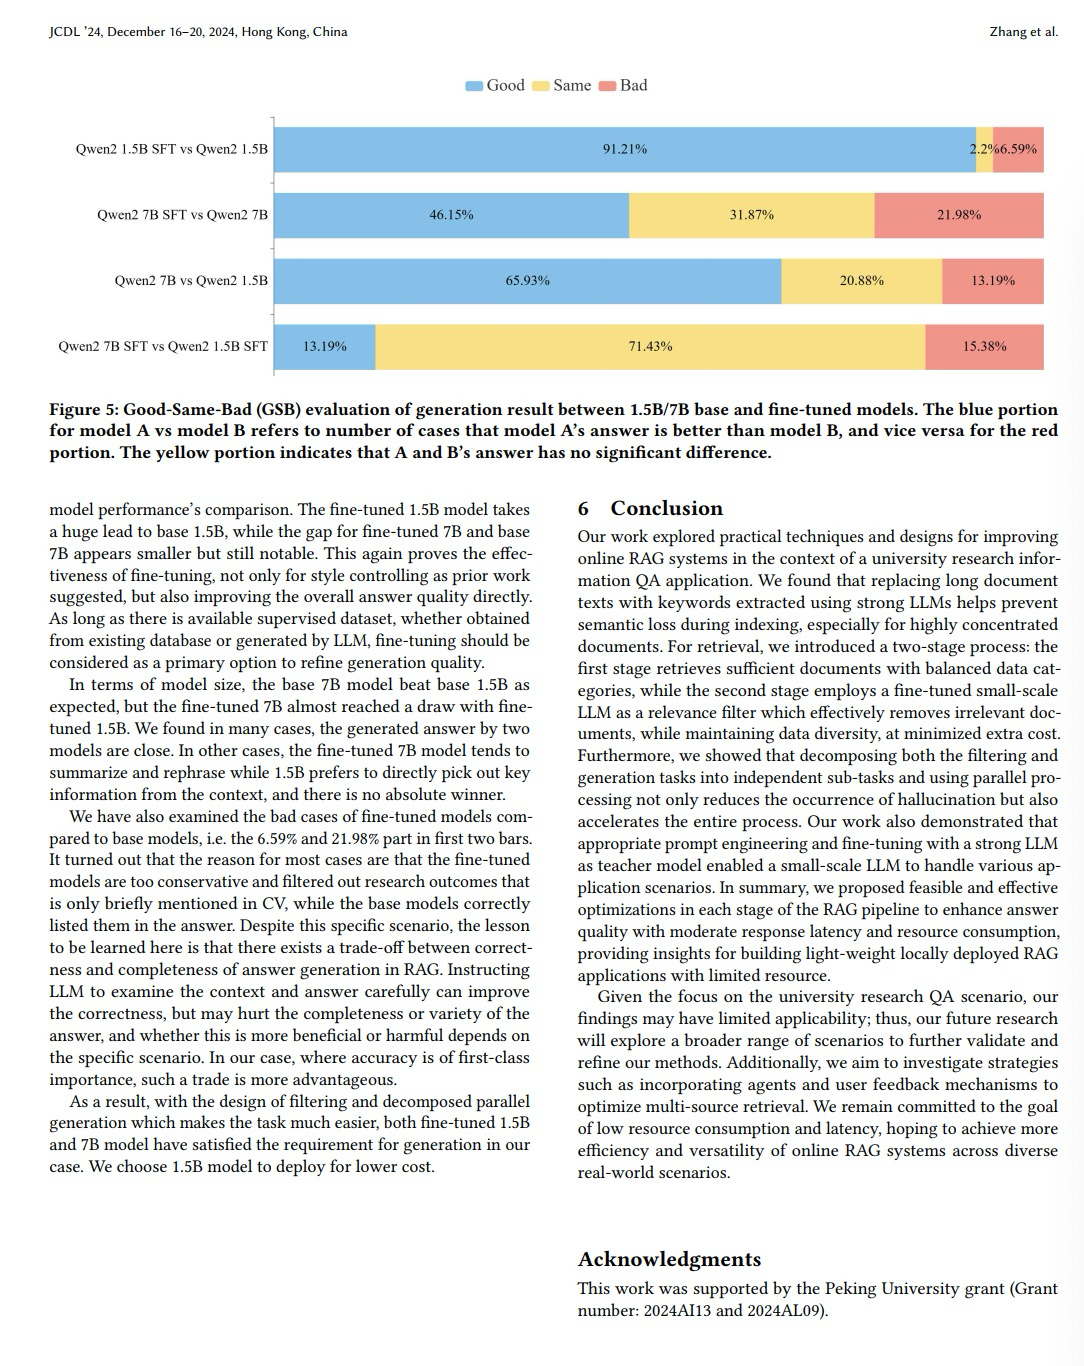 JCDL ’24, December 16–20, 2024, Hong Kong, China
Zhang et al.
Good Same Bad
Qwen2 1.5B SFT vs Qwen2 1.5B 91.21% 2.2% 6.59%
Qwen2 7B SFT vs Qwen2 7B 46.15% 31.87% 21.98%
Qwen2 7B vs Qwen2 1.5B 65.93% 20.88% 13.19%
Qwen2 7B SFT vs Qwen2 1.5B SFT 13.19% 71.43% 15.38%
Figure 5: Good-Same-Bad (GSB) evaluation of generation result between 1.5B/7B base and fine-tuned models. The blue portion
for model A vs model B refers to number of cases that model A’s answer is better than model B, and vice versa for the red
portion. The yellow portion indicates that A and B’s answer has no significant difference.
model performance’s comparison. The fine-tuned 1.5B model takes
a huge lead to base 1.5B, while the gap for fine-tuned 7B and base
7B appears smaller but still notable. This again proves the effec-
tiveness of fine-tuning, not only for style controlling as prior work
suggested, but also improving the overall answer quality directly.
As long as there is available supervised dataset, whether obtained
from existing database or generated by LLM, fine-tuning should be
considered as a primary option to refine generation quality.
In terms of model size, the base 7B model beat base 1.5B as
expected, but the fine-tuned 7B almost reached a draw with fine-
tuned 1.5B. We found in many cases, the generated answer by two
models are close. In other cases, the fine-tuned 7B model tends to
summarize and rephrase while 1.5B prefers to directly pick out key
information from the context, and there is no absolute winner.
We have also examined the bad cases of fine-tuned models com-
pared to base models, i.e. the 6.59% and 21.98% part in first two bars.
It turned out that the reason for most cases are that the fine-tuned
models are too conservative and filtered out research outcomes that
is only briefly mentioned in CV, while the base models correctly
listed them in the answer. Despite this specific scenario, the lesson
to be learned here is that there exists a trade-off between correct-
ness and completeness of answer generation in RAG. Instructing
LLM to examine the context and answer carefully can improve
the correctness, but may hurt the completeness or variety of the
answer, and whether this is more beneficial or harmful depends on
the specific scenario. In our case, where accuracy is of first-class
importance, such a trade is more advantageous.
As a result, with the design of filtering and decomposed parallel
generation which makes the task much easier, both fine-tuned 1.5B
and 7B model have satisfied the requirement for generation in our
case. We choose 1.5B model to deploy for lower cost.
6 Conclusion
Our work explored practical techniques and designs for improving
online RAG systems in the context of a university research infor-
mation QA application. We found that replacing long document
texts with keywords extracted using strong LLMs helps prevent
semantic loss during indexing, especially for highly concentrated
documents. For retrieval, we introduced a two-stage process: the
first stage retrieves sufficient documents with balanced data cat-
egories, while the second stage employs a fine-tuned small-scale
LLM as a relevance filter which effectively removes irrelevant doc-
uments, while maintaining data diversity, at minimized extra cost.
Furthermore, we showed that decomposing both the filtering and
generation tasks into independent sub-tasks and using parallel pro-
cessing not only reduces the occurrence of hallucination but also
accelerates the entire process. Our work also demonstrated that
appropriate prompt engineering and fine-tuning with a strong LLM
as teacher model enabled a small-scale LLM to handle various ap-
plication scenarios. In summary, we proposed feasible and effective
optimizations in each stage of the RAG pipeline to enhance answer
quality with moderate response latency and resource consumption,
providing insights for building light-weight locally deployed RAG
applications with limited resource.
Given the focus on the university research QA scenario, our
findings may have limited applicability; thus, our future research
will explore a broader range of scenarios to further validate and
refine our methods. Additionally, we aim to investigate strategies
such as incorporating agents and user feedback mechanisms to
optimize multi-source retrieval. We remain committed to the goal
of low resource consumption and latency, hoping to achieve more
efficiency and versatility of online RAG systems across diverse
real-world scenarios.
Acknowledgments
This work was supported by the Peking University grant (Grant
number: 2024AI13 and 2024AL09).